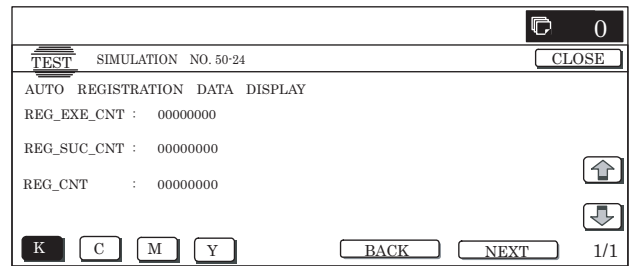 0
TEST SIMULATION NO. 50-24 CLOSE
AUTO REGISTRATION DATA DISPLAY
REG_EXE_CNT : 00000000
REG_SUC_CNT : 00000000
REG_CNT : 00000000
K C M Y BACK NEXT 1/1